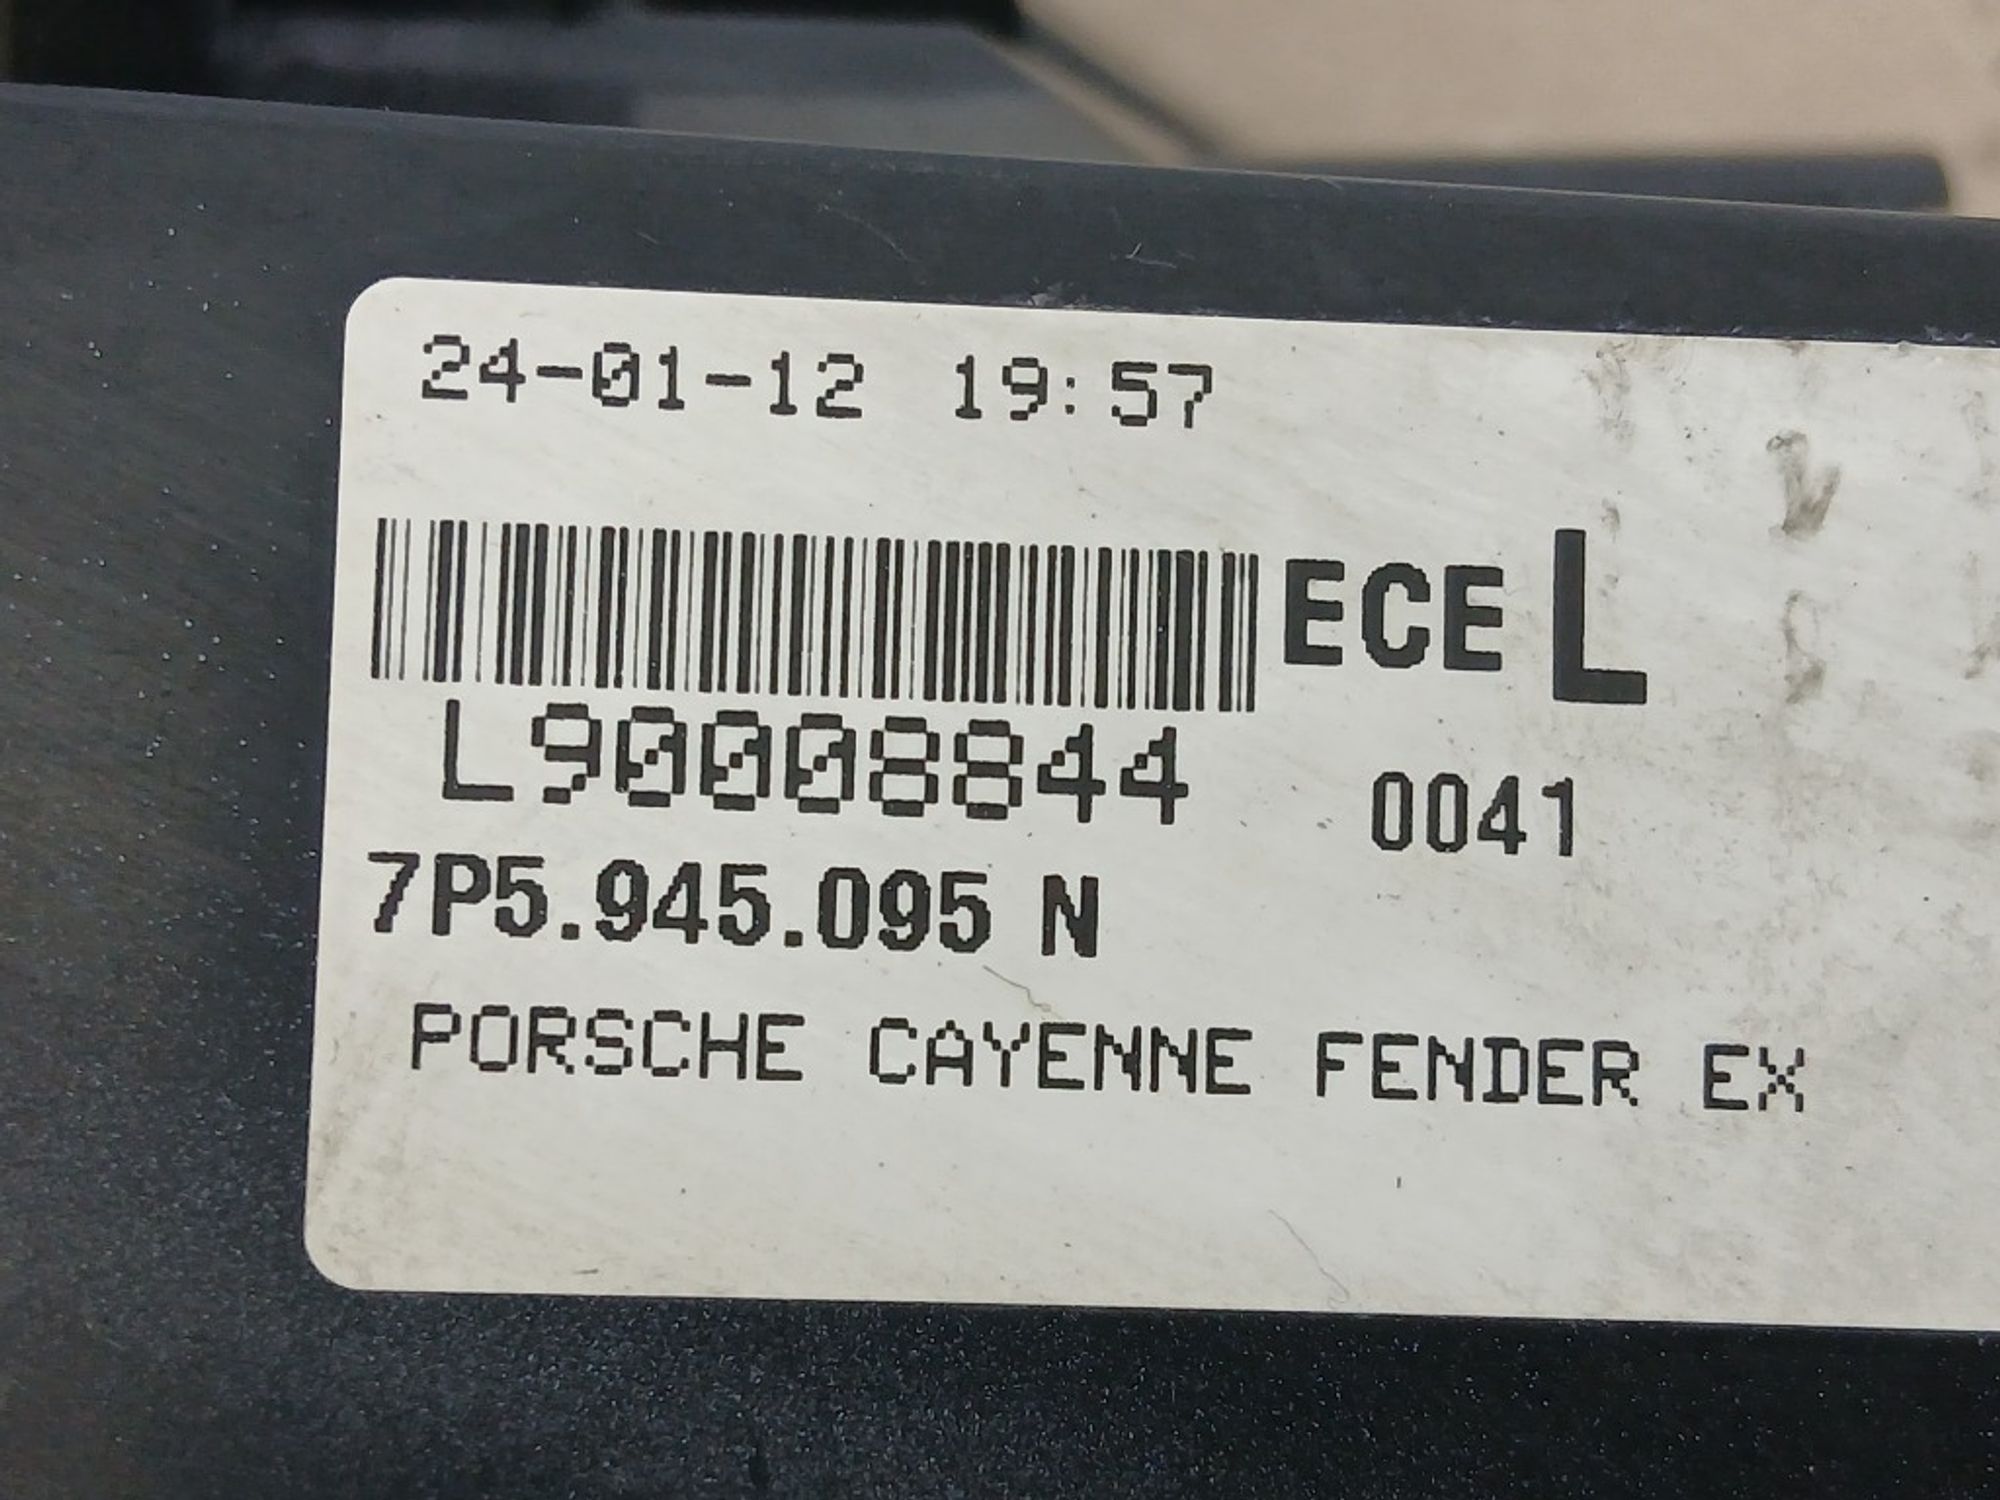 24-01-12 19:57
ECE L
L90008844 0041
7P5.945.095 N
PORSCHE CAYENNE FENDER EX